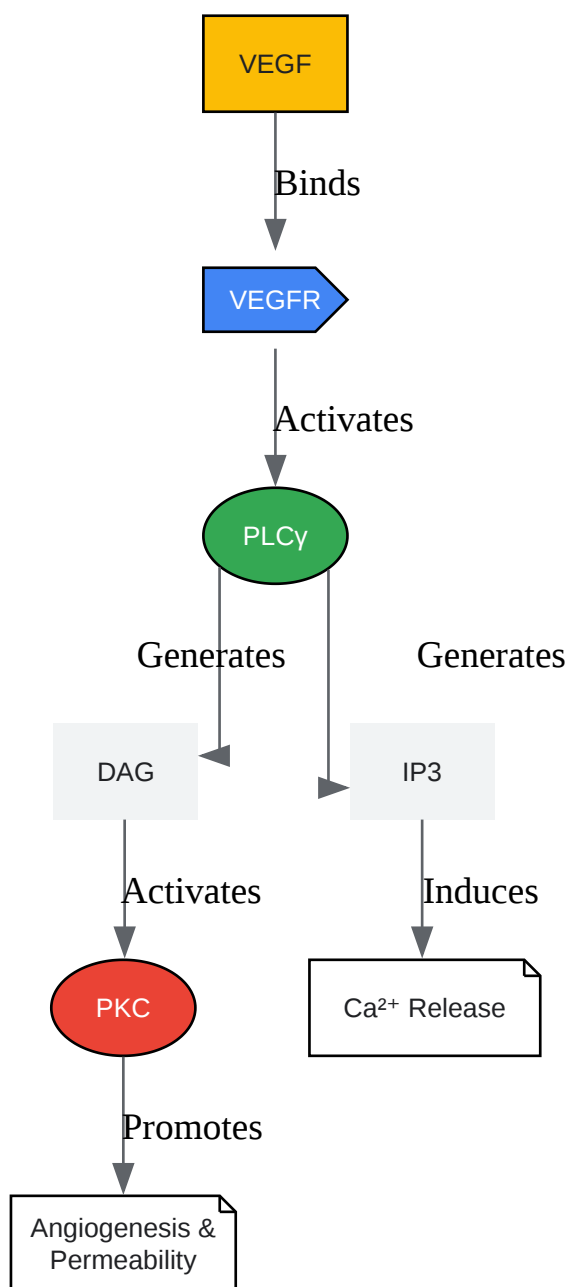 VEGF
Binds
VEGFR
Activates
PLCγ
Generates
Generates
DAG
IP3
Activates
Induces
PKC
Ca²⁺ Release
Promotes
Angiogenesis &
Permeability